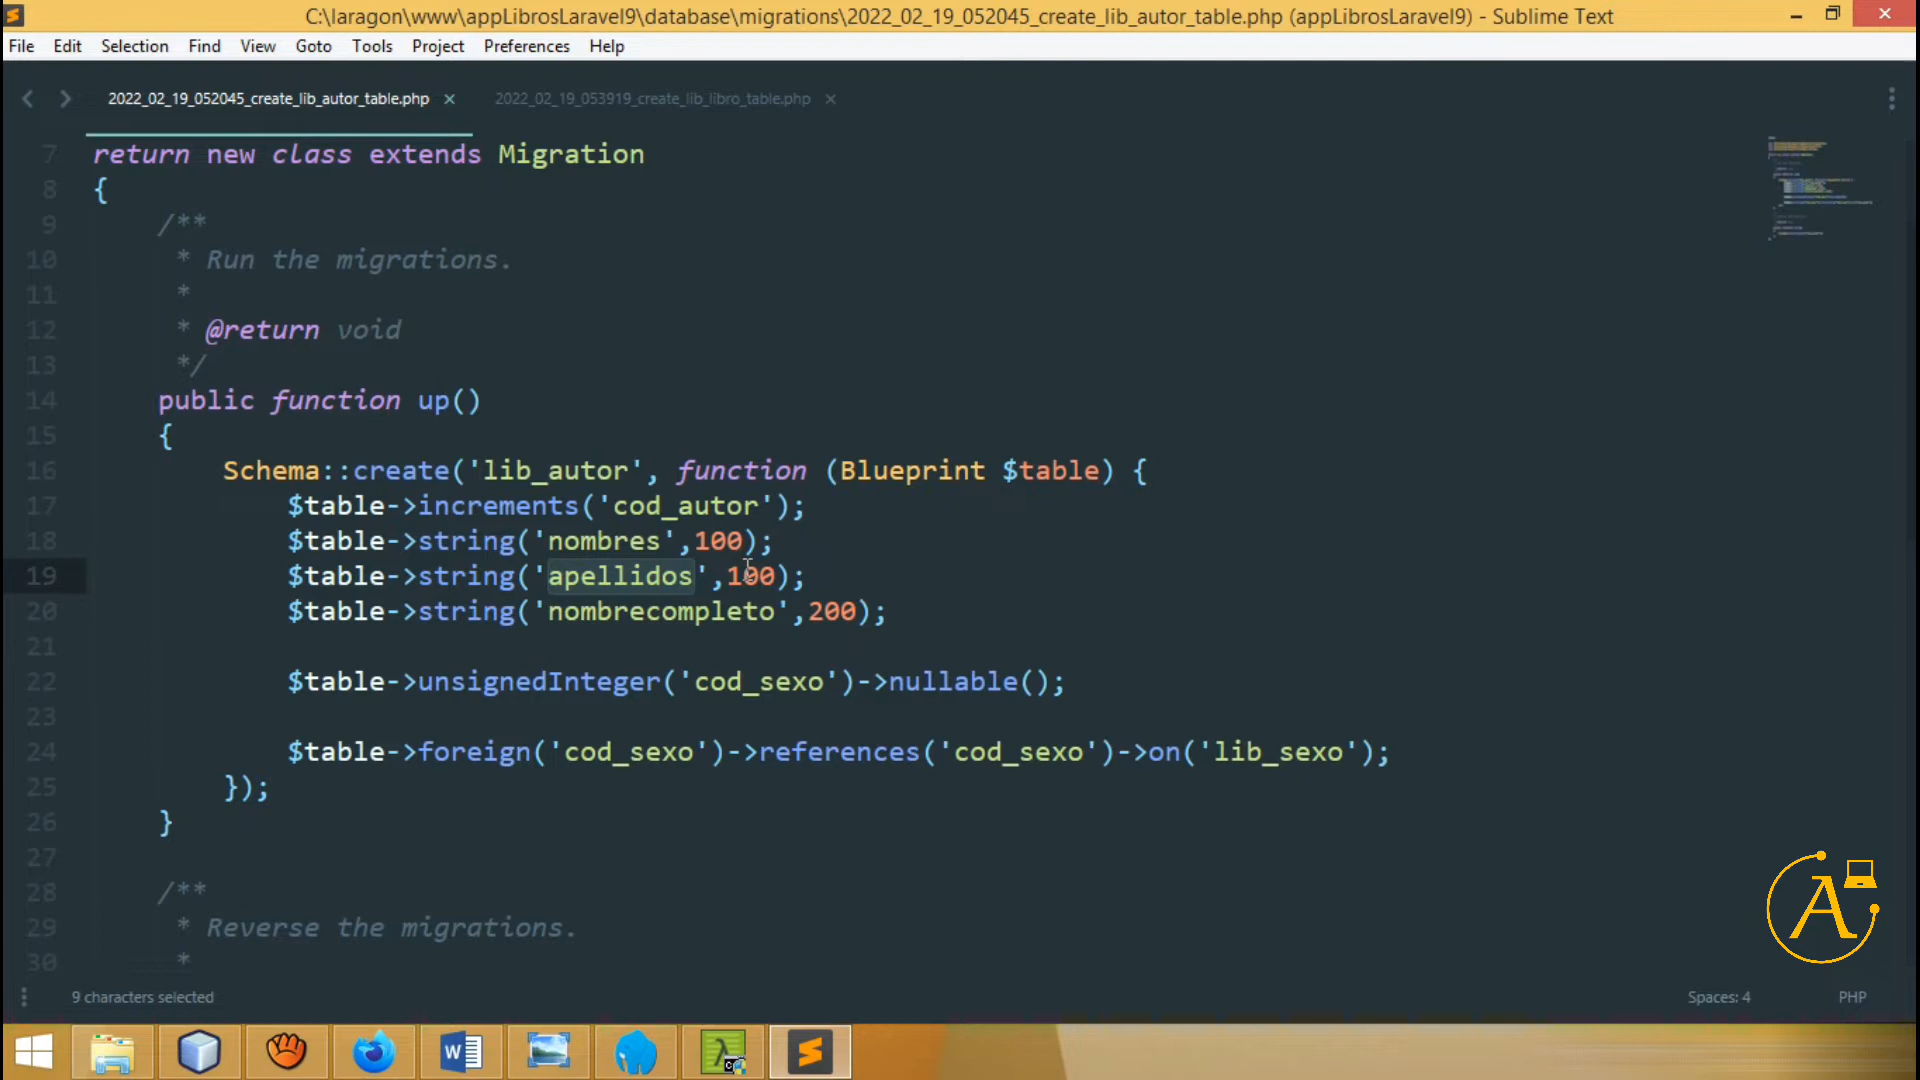 C:\laragon\www\appLibrosLaravel9\database\migrations\2022_02_19_052045_create_lib_autor_table.php (appLibrosLaravel9) - Sublime Text
File Edit Selection Find View Goto Tools Project Preferences Help
2022_02_19_052045_create_lib_autor_table.php 2022_02_19_053919_create_lib_libro_table.php
7 return new class extends Migration
8 {
9 /**
10 * Run the migrations.
11 *
12 * @return void
13 */
14 public function up()
15 {
16 Schema::create('lib_autor', function (Blueprint $table) {
17 $table->increments('cod_autor');
18 $table->string('nombres',100);
19 $table->string('apellidos',100);
20 $table->string('nombrecompleto',200);
21
22 $table->unsignedInteger('cod_sexo')->nullable();
23
24 $table->foreign('cod_sexo')->references('cod_sexo')->on('lib_sexo');
25 });
26 }
27
28 /**
29 * Reverse the migrations.
30 *
A
9 characters selected Spaces: 4 PHP